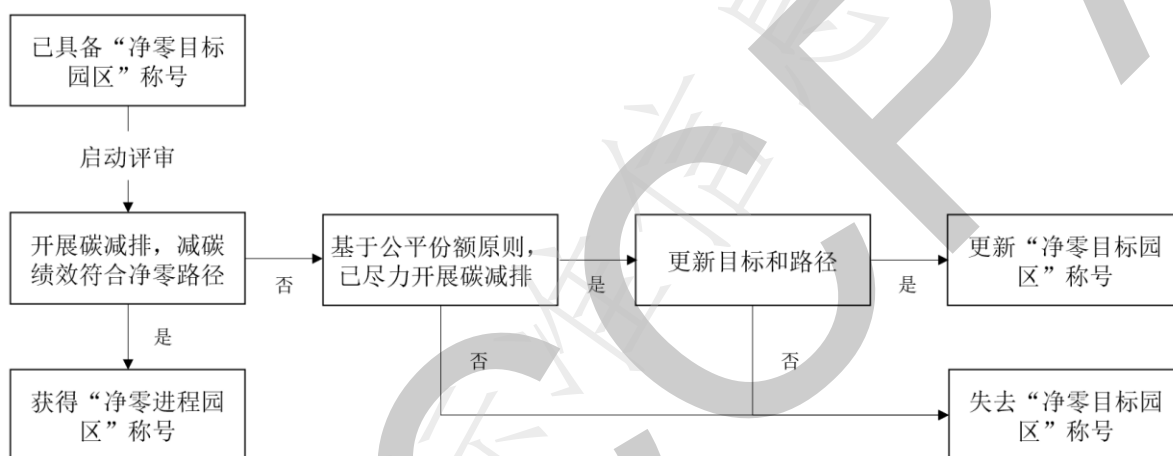 已具备“净零目标
园区”称号
启动评审
开展碳减排，减碳
绩效符合净零路径
否
基于公平份额原则，
已尽力开展碳减排
是
更新目标和路径
是
更新“净零目标园
区”称号
是
否
否
获得“净零进程园
区”称号
失去“净零目标园
区”称号